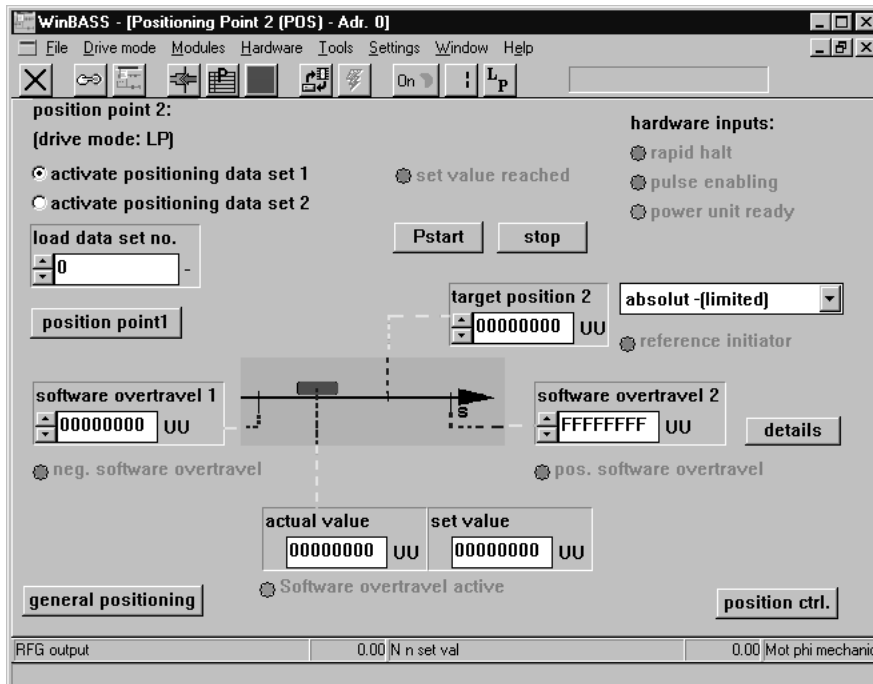 WinBASS - [Positioning Point 2 (POS) - Adr. 0]
File Drive mode Modules Hardware Tools Settings Window Help
P On L P
position point 2:
(drive mode: LP)
hardware inputs:
rapid halt
activate positioning data set 1
set value reached
pulse enabling
activate positioning data set 2
power unit ready
load data set no.
Pstart stop
0 -
target position 2
absolut -(limited)
position point1
00000000 UU
reference initiator
software overtravel 1
software overtravel 2
00000000 UU
S
FFFFFFFF UU
details
neg. software overtravel
pos. software overtravel
actual value set value
00000000 UU 00000000 UU
Software overtravel active
general positioning
position ctrl.
RFG output 0.00 N n set val 0.00 Mot phi mechanic